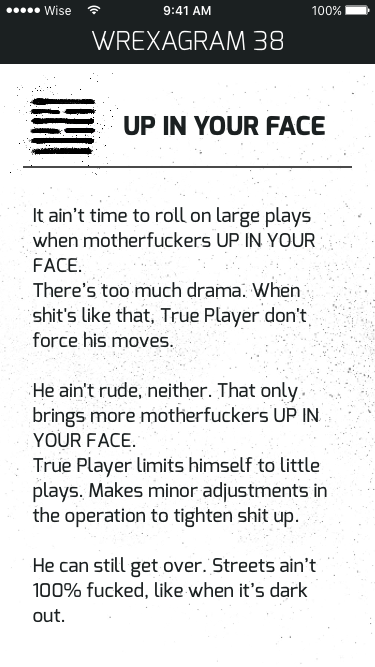 Wise 9:41 AM 100%
WREXAGRAM 38
UP IN YOUR FACE
It ain't time to roll on large plays
when motherfuckers UP IN YOUR
FACE.
There's too much drama. When
shit's like that, True Player don't
force his moves.
He ain't rude, neither. That only
brings more motherfuckers UP IN
YOUR FACE.
True Player limits himself to little
plays. Makes minor adjustments in
the operation to tighten shit up.
He can still get over. Streets ain't
100% fucked, like when it's dark
out.